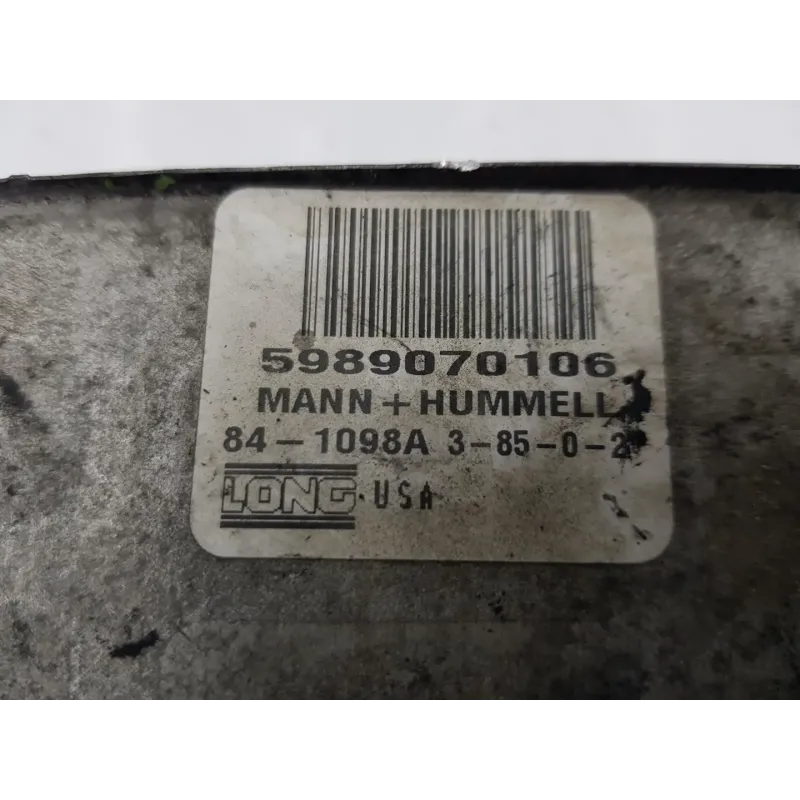 5989070106
MANN + HUMMELL
84 - 1098A 3-85-0-2
LONG USA